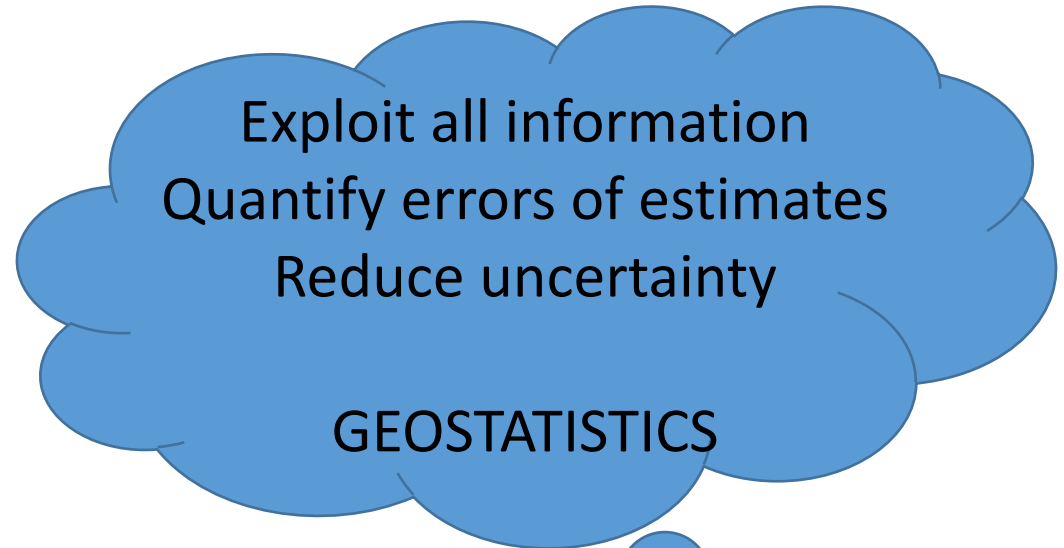 Exploit all information
Quantify errors of estimates
Reduce uncertainty
GEOSTATISTICS